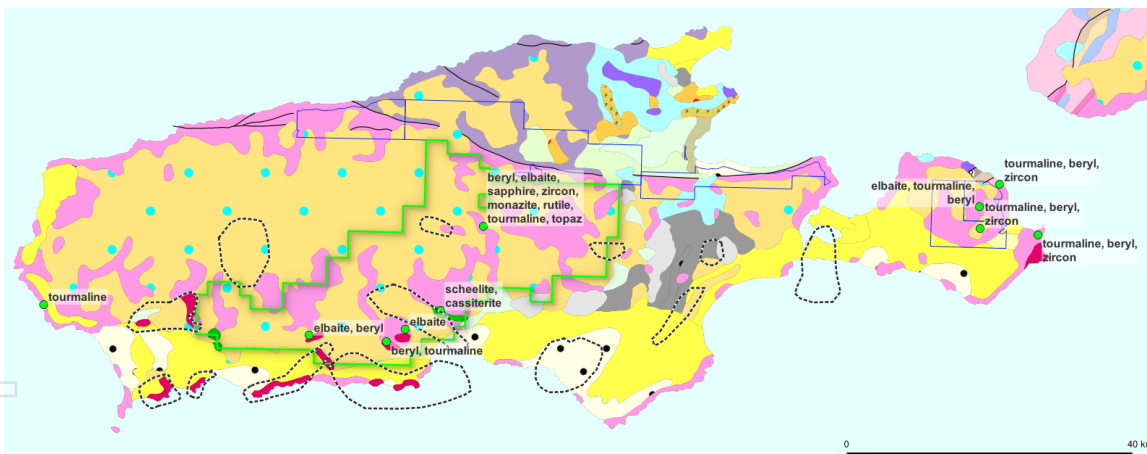 beryl, elbaite,
sapphire, zircon,
monazite, rutile,
tourmaline, topaz
tourmaline, beryl,
zircon
elbaite, tourmaline,
beryl
tourmaline, beryl,
zircon
tourmaline, beryl,
zircon
tourmaline
scheelite,
cassiterite
elbaite, beryl
elbaite
beryl, tourmaline
0
40 k